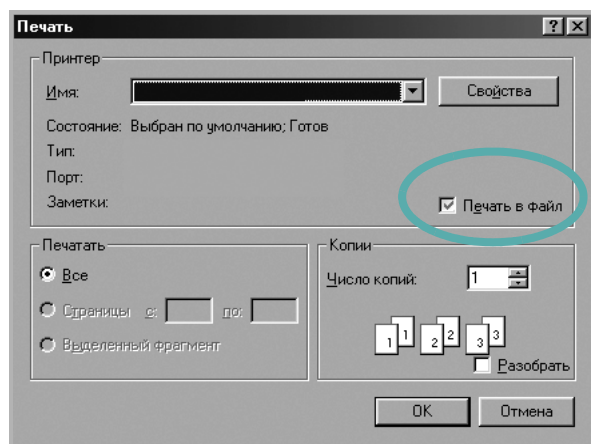 Печать
Принтер
Имя:
Свойства
Состояние: Выбран по умолчанию; Готов
Тип:
Порт:
Заметки:
Печать в файл
Печатать
Все
Страницы с: по:
Выделенный фрагмент
Копии
Число копий: 1
1 1 2 2 3 3
Разобрать
OK
Отмена